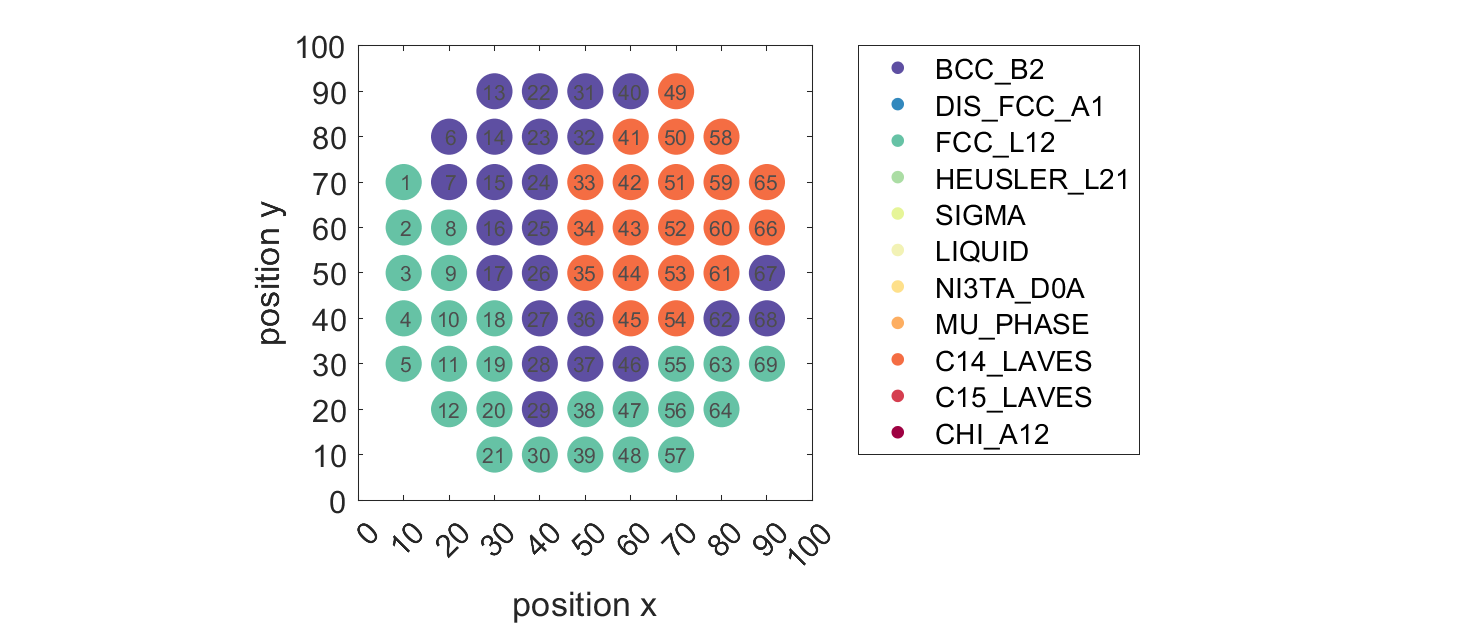 100
90
80
70
60
50
40
30
20
10
0
13 22 31 40 49
6 14 23 32 41 50 58
1 7 15 24 33 42 51 59 65
2 8 16 25 34 43 52 60 66
3 9 17 26 35 44 53 61 67
4 10 18 27 36 45 54 62 68
5 11 19 28 37 46 55 63 69
12 20 29 38 47 56 64
21 30 39 48 57
0 10 20 30 40 50 60 70 80 90 100
position x
position y
BCC_B2
DIS_FCC_A1
FCC_L12
HEUSLER_L21
SIGMA
LIQUID
NI3TA_D0A
MU_PHASE
C14_LAVES
C15_LAVES
CHI_A12